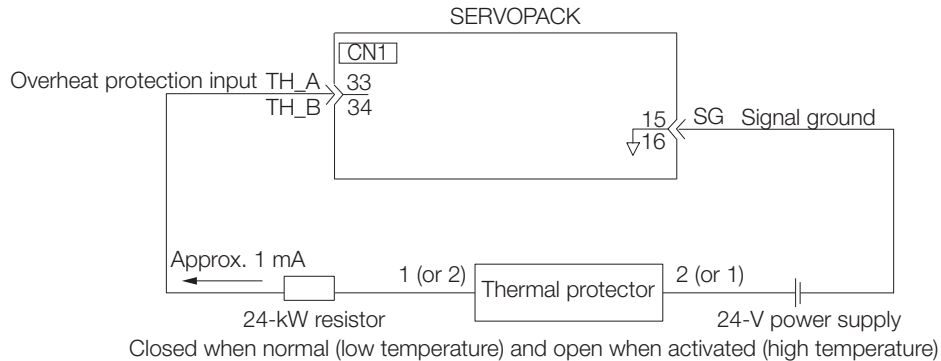 SERVOPACK
CN1
Overheat protection input TH_A 33
TH_B 34
15 SG Signal ground
16
Approx. 1 mA
1 (or 2) Thermal protector 2 (or 1)
24-kW resistor 24-V power supply
Closed when normal (low temperature) and open when activated (high temperature)